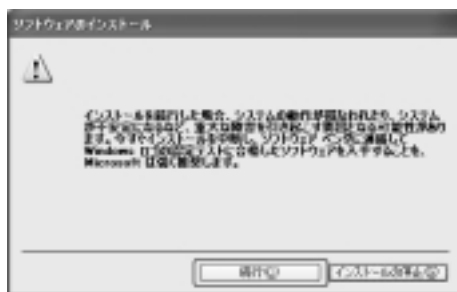 ソフトウェアのインストール
インストールを続行した場合、システムの動作が損なわれたり、システム
が不安定になるなど、重大な障害を引き起こす要因となる可能性があり
ます。今すぐインストールを中断し、ソフトウェア ベンダに連絡して
Windows ロゴ認定テストに合格したソフトウェアを入手することを、
Microsoft は強く推奨します。
続行(C)
インストールの停止(S)